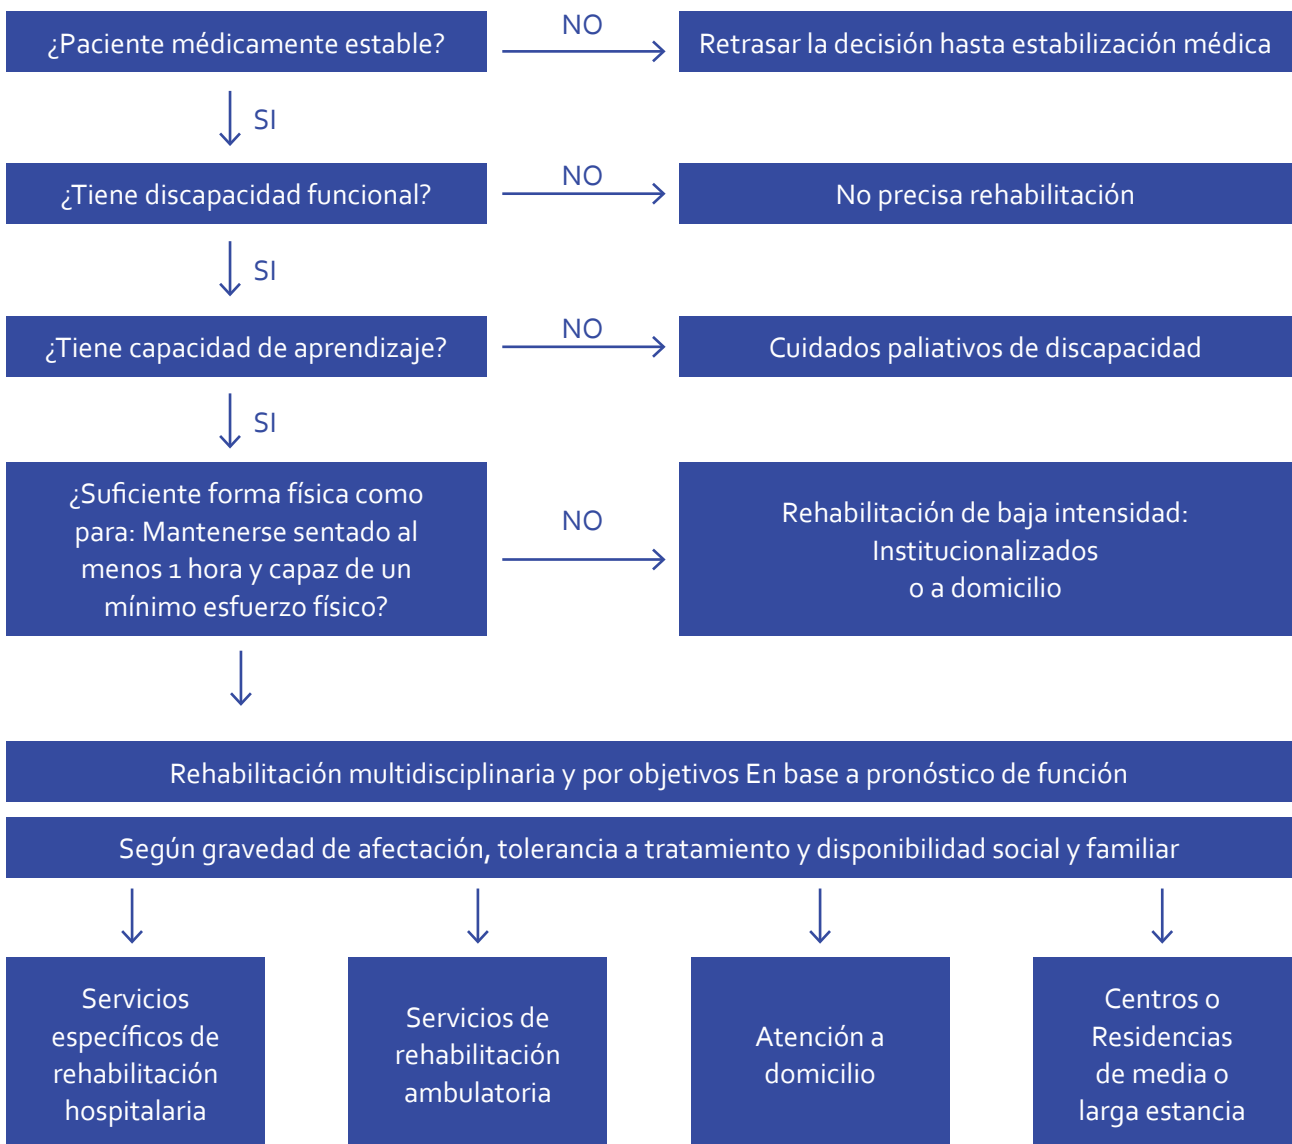 ¿Paciente médicamente estable?
NO
Retrasar la decisión hasta estabilización médica
SI
¿Tiene discapacidad funcional?
NO
No precisa rehabilitación
SI
¿Tiene capacidad de aprendizaje?
NO
Cuidados paliativos de discapacidad
SI
¿Suficiente forma física como
para: Mantenerse sentado al
menos 1 hora y capaz de un
mínimo esfuerzo físico?
NO
Rehabilitación de baja intensidad:
Institucionalizados
o a domicilio
Rehabilitación multidisciplinaria y por objetivos En base a pronóstico de función
Según gravedad de afectación, tolerancia a tratamiento y disponibilidad social y familiar
Servicios
específicos de
rehabilitación
hospitalaria
Servicios de
rehabilitación
ambulatoria
Atención a
domicilio
Centros o
Residencias
de media o
larga estancia